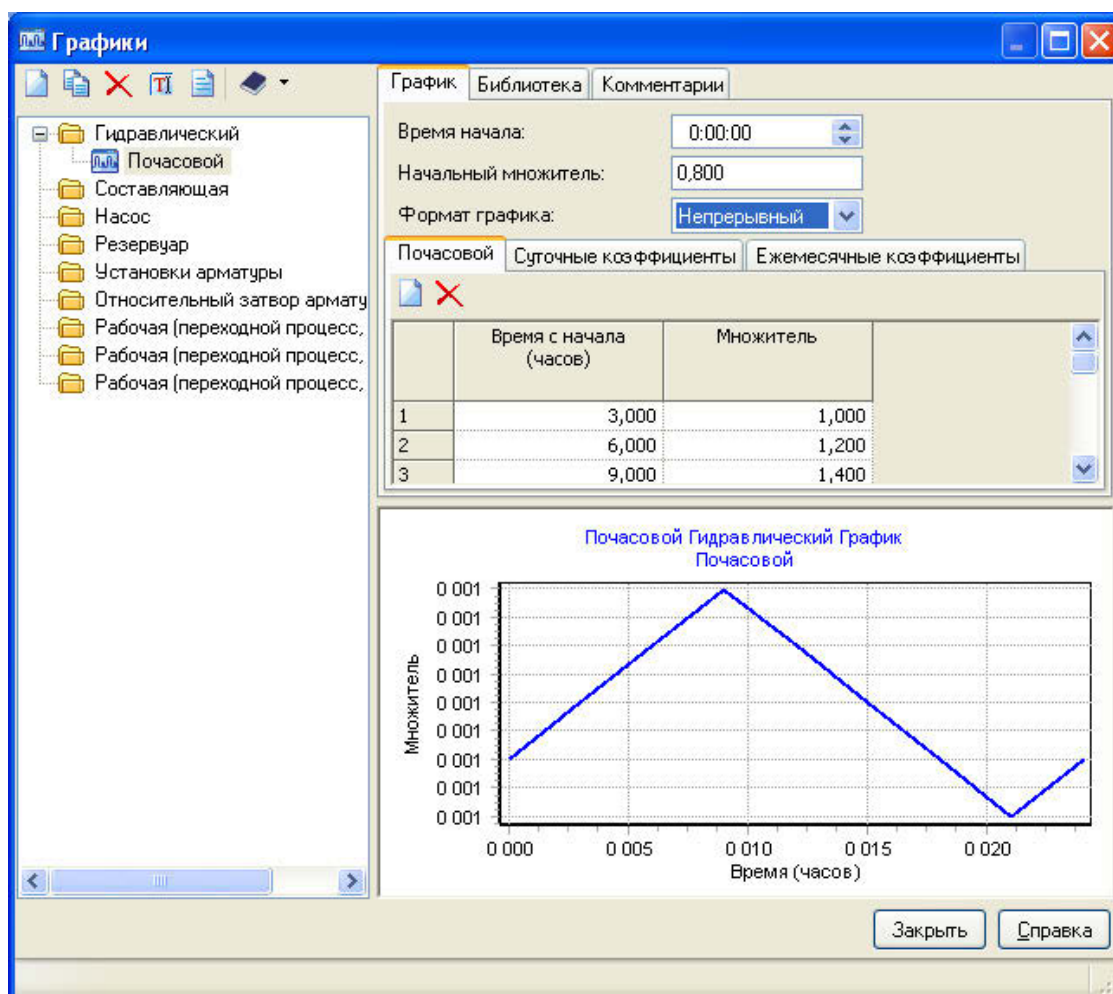 Графики
График
Библиотека
Комментарии
Гидравлический
Почасовой
Составляющая
Насос
Резервуар
Установки арматуры
Относительный затвор армату
Рабочая (переходной процесс,
Рабочая (переходной процесс,
Рабочая (переходной процесс,
Время начала: 0:00:00
Начальный множитель: 0,800
Формат графика: Непрерывный
Почасовой
Суточные коэффициенты
Ежемесячные коэффициенты
Время с начала (часов)
Множитель
1 3,000 1,000
2 6,000 1,200
3 9,000 1,400
Почасовой Гидравлический График
Почасовой
Множитель
0 001
0 001
0 001
0 001
0 001
0 001
0 001
0 001
0 001
0 000 0 005 0 010 0 015 0 020
Время (часов)
Закрыть
Справка